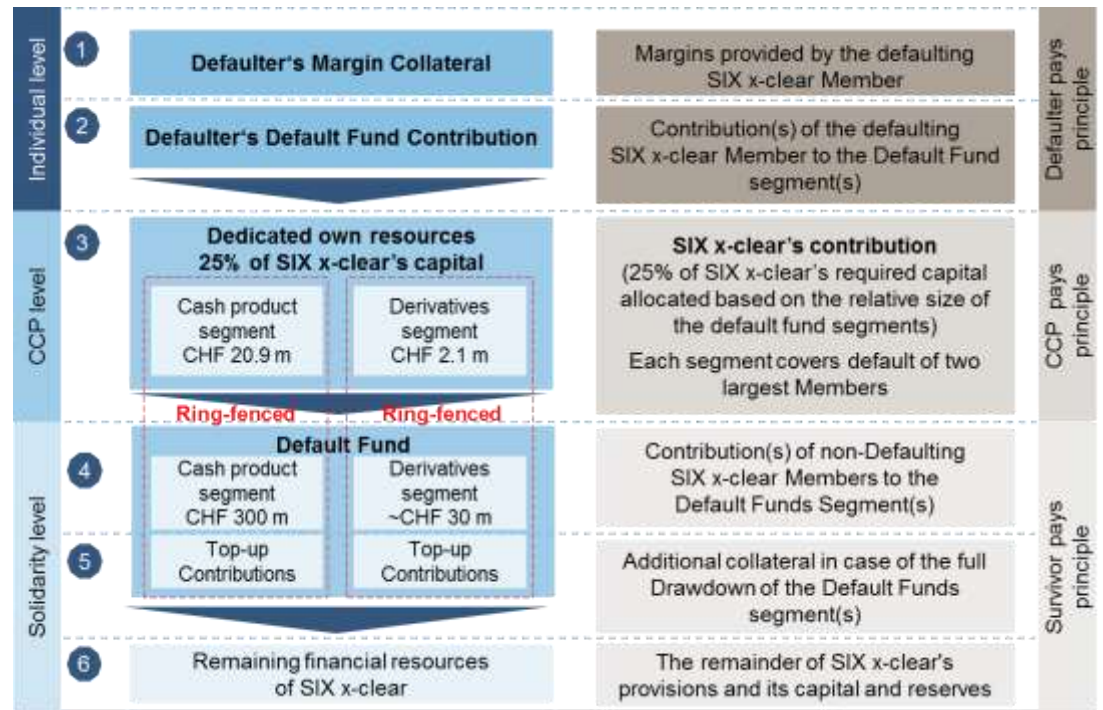 Individual level
1
Defaulter's Margin Collateral
Margins provided by the defaulting
SIX x-clear Member
Defaulter pays
principle
2
Defaulter's Default Fund Contribution
Contribution(s) of the defaulting
SIX x-clear Member to the Default Fund
segment(s)
CCP level
3
Dedicated own resources
25% of SIX x-clear's capital
Cash product
segment
CHF 20.9 m
Derivatives
segment
CHF 2.1 m
SIX x-clear's contribution
(25% of SIX x-clear's required capital
allocated based on the relative size of
the default fund segments)
Each segment covers default of two
largest Members
CCP pays
principle
Ring-fenced
Ring-fenced
Solidarity level
4
Default Fund
Cash product
segment
CHF 300 m
Derivatives
segment
~CHF 30 m
Contribution(s) of non-Defaulting
SIX x-clear Members to the
Default Funds Segment(s)
Survivor pays
principle
5
Top-up
Contributions
Top-up
Contributions
Additional collateral in case of the full
Drawdown of the Default Funds
segment(s)
6
Remaining financial resources
of SIX x-clear
The remainder of SIX x-clear's
provisions and its capital and reserves